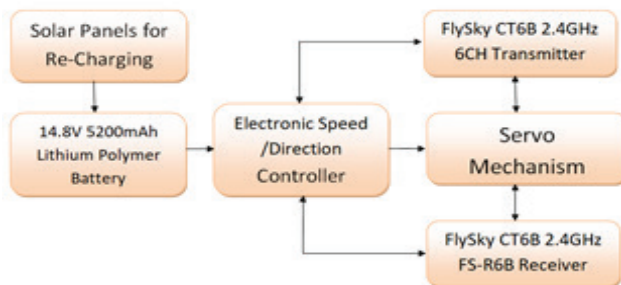 Solar Panels for
Re-Charging
14.8V 5200mAh
Lithium Polymer
Battery
Electronic Speed
/Direction
Controller
FlySky CT6B 2.4GHz
6CH Transmitter
Servo
Mechanism
FlySky CT6B 2.4GHz
FS-R6B Receiver